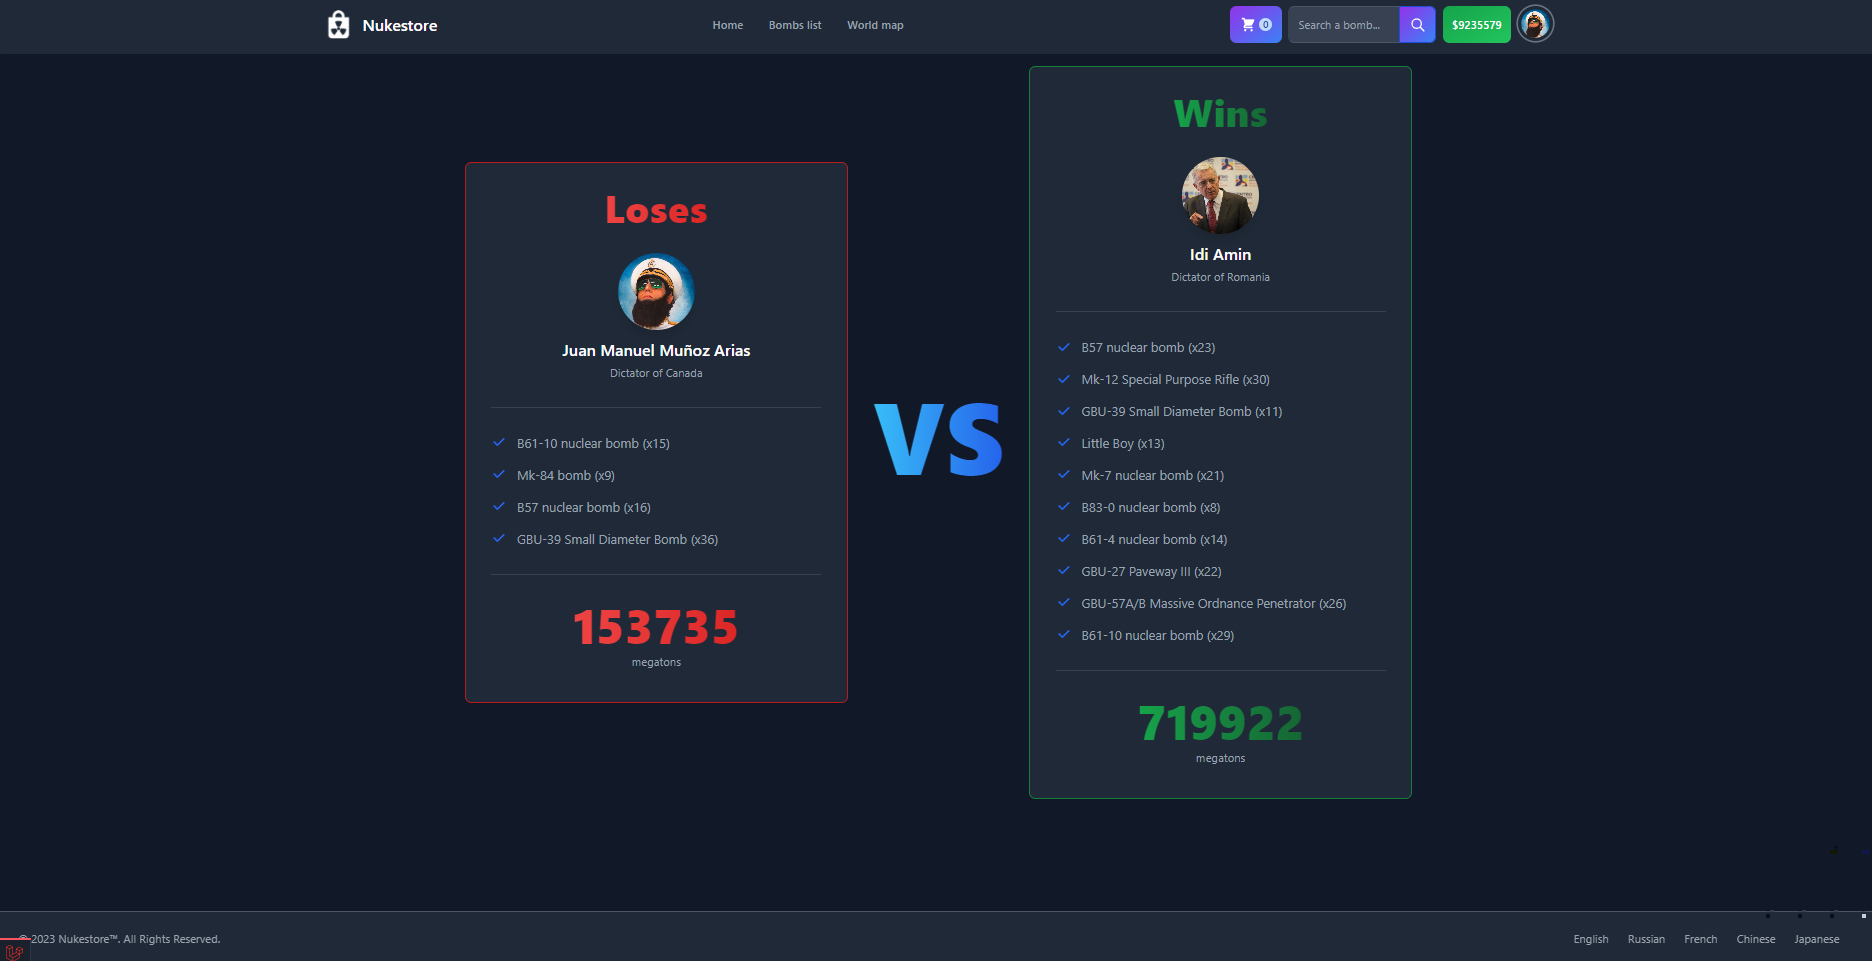 Nukestore
Home
Bombs list
World map
0
Search a bomb...
$9235579
Loses
Juan Manuel Muñoz Arias
Dictator of Canada
B61-10 nuclear bomb (x15)
Mk-84 bomb (x9)
B57 nuclear bomb (x16)
GBU-39 Small Diameter Bomb (x36)
153735
megatons
VS
Wins
Idi Amin
Dictator of Romania
B57 nuclear bomb (x23)
Mk-12 Special Purpose Rifle (x30)
GBU-39 Small Diameter Bomb (x11)
Little Boy (x13)
Mk-7 nuclear bomb (x21)
B83-0 nuclear bomb (x8)
B61-4 nuclear bomb (x14)
GBU-27 Paveway III (x22)
GBU-57A/B Massive Ordnance Penetrator (x26)
B61-10 nuclear bomb (x29)
719922
megatons
© 2023 Nukestore™. All Rights Reserved.
English
Russian
French
Chinese
Japanese